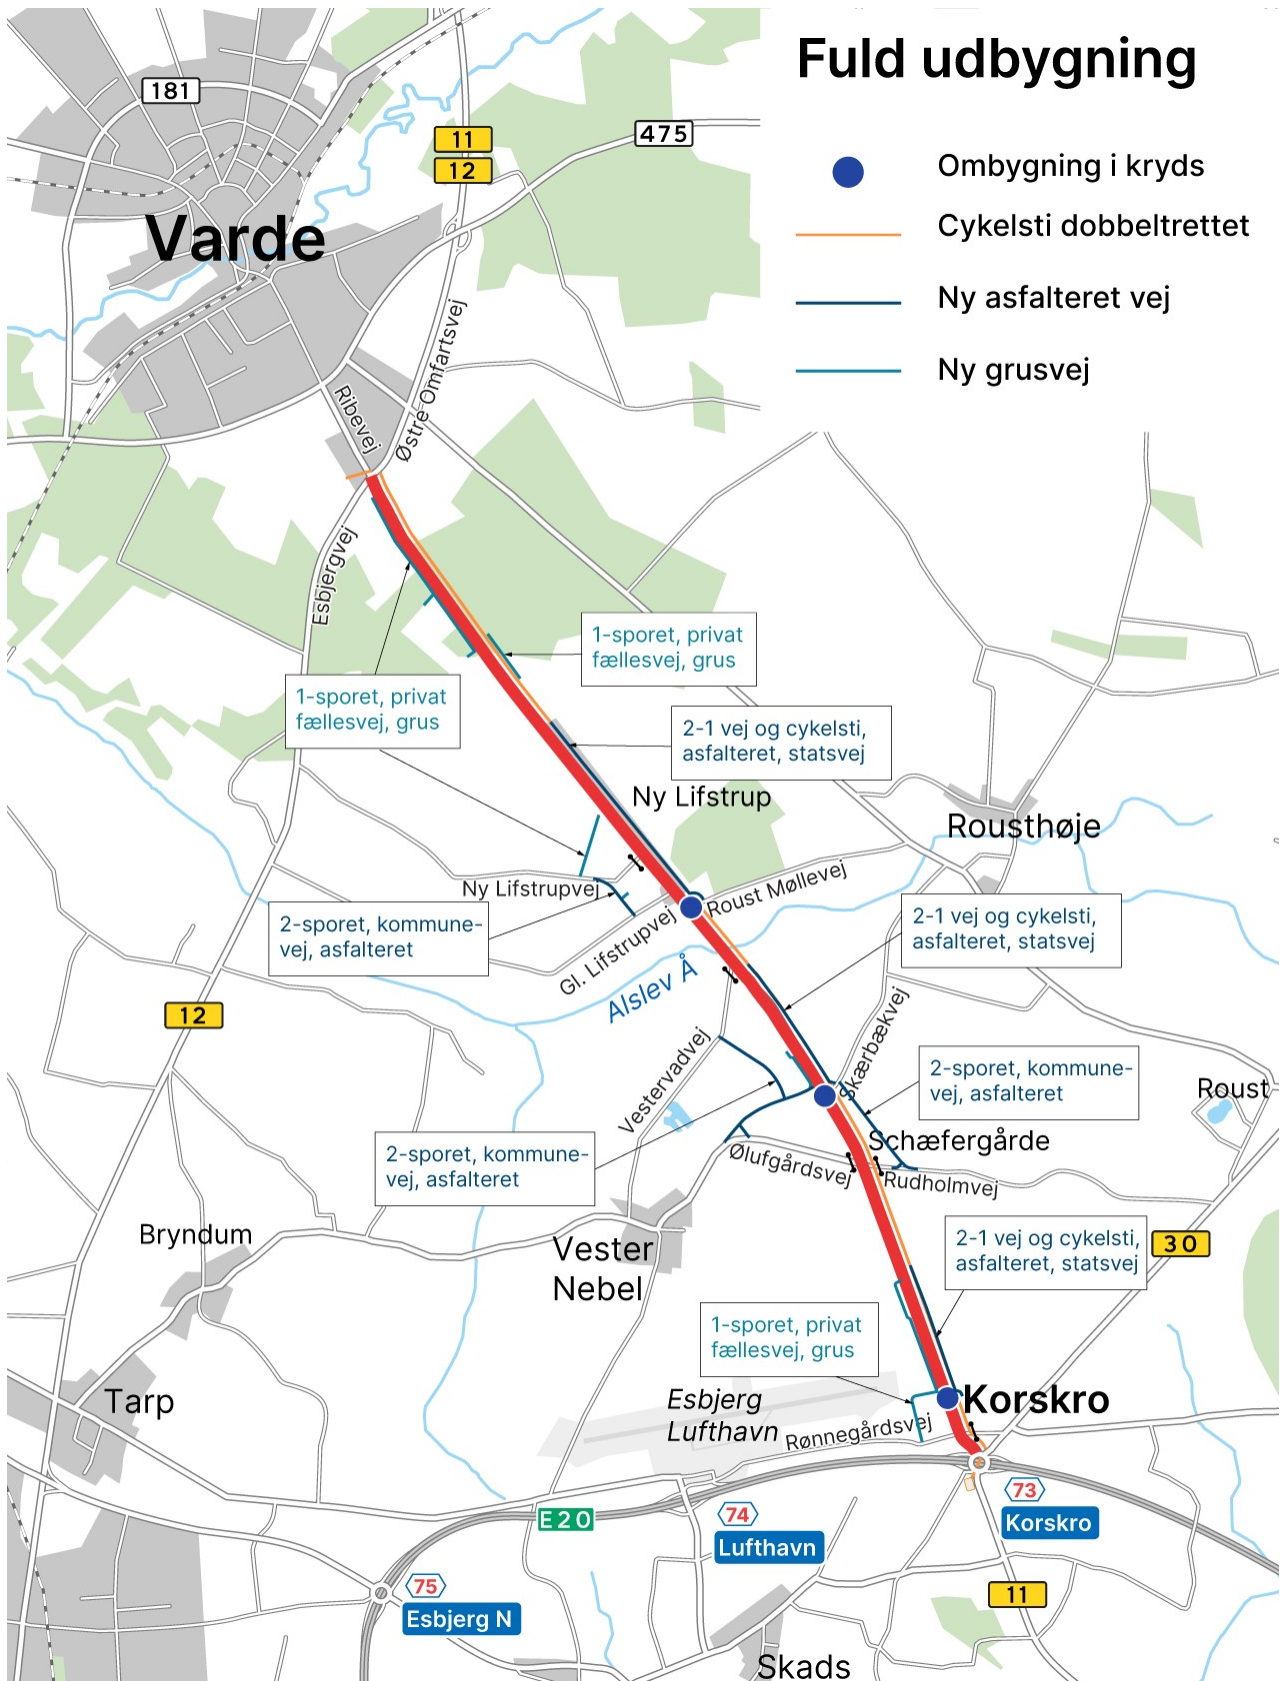 Fuld udbygning
Ombygning i kryds
Cykelsti dobbeltrettet
Ny asfalteret vej
Ny grusvej
181
11
12
475
Varde
Ribevej
Østre Omfartsvej
Esbjergvej
1-sporet, privat
fællesvej, grus
1-sporet, privat
fællesvej, grus
2-1 vej og cykelsti,
asfalteret, statsvej
Ny Lifstrup
Rousthøje
Ny Lifstrupvej
Roust Møllevej
2-sporet, kommune-
vej, asfalteret
Gl. Lifstrupvej
2-1 vej og cykelsti,
asfalteret, statsvej
Alslev Å
12
Vestervadvej
Skærbækvej
2-sporet, kommune-
vej, asfalteret
Roust
2-sporet, kommune-
vej, asfalteret
Schæfergårde
Ølufgårdsvej
Rudholmvej
Bryndum
Vester
Nebel
2-1 vej og cykelsti,
asfalteret, statsvej
30
1-sporet, privat
fællesvej, grus
Tarp
Esbjerg
Lufthavn
Rønnegårdsvej
Korskro
73
Korskro
E20
74
Lufthavn
75
Esbjerg N
11
Skads